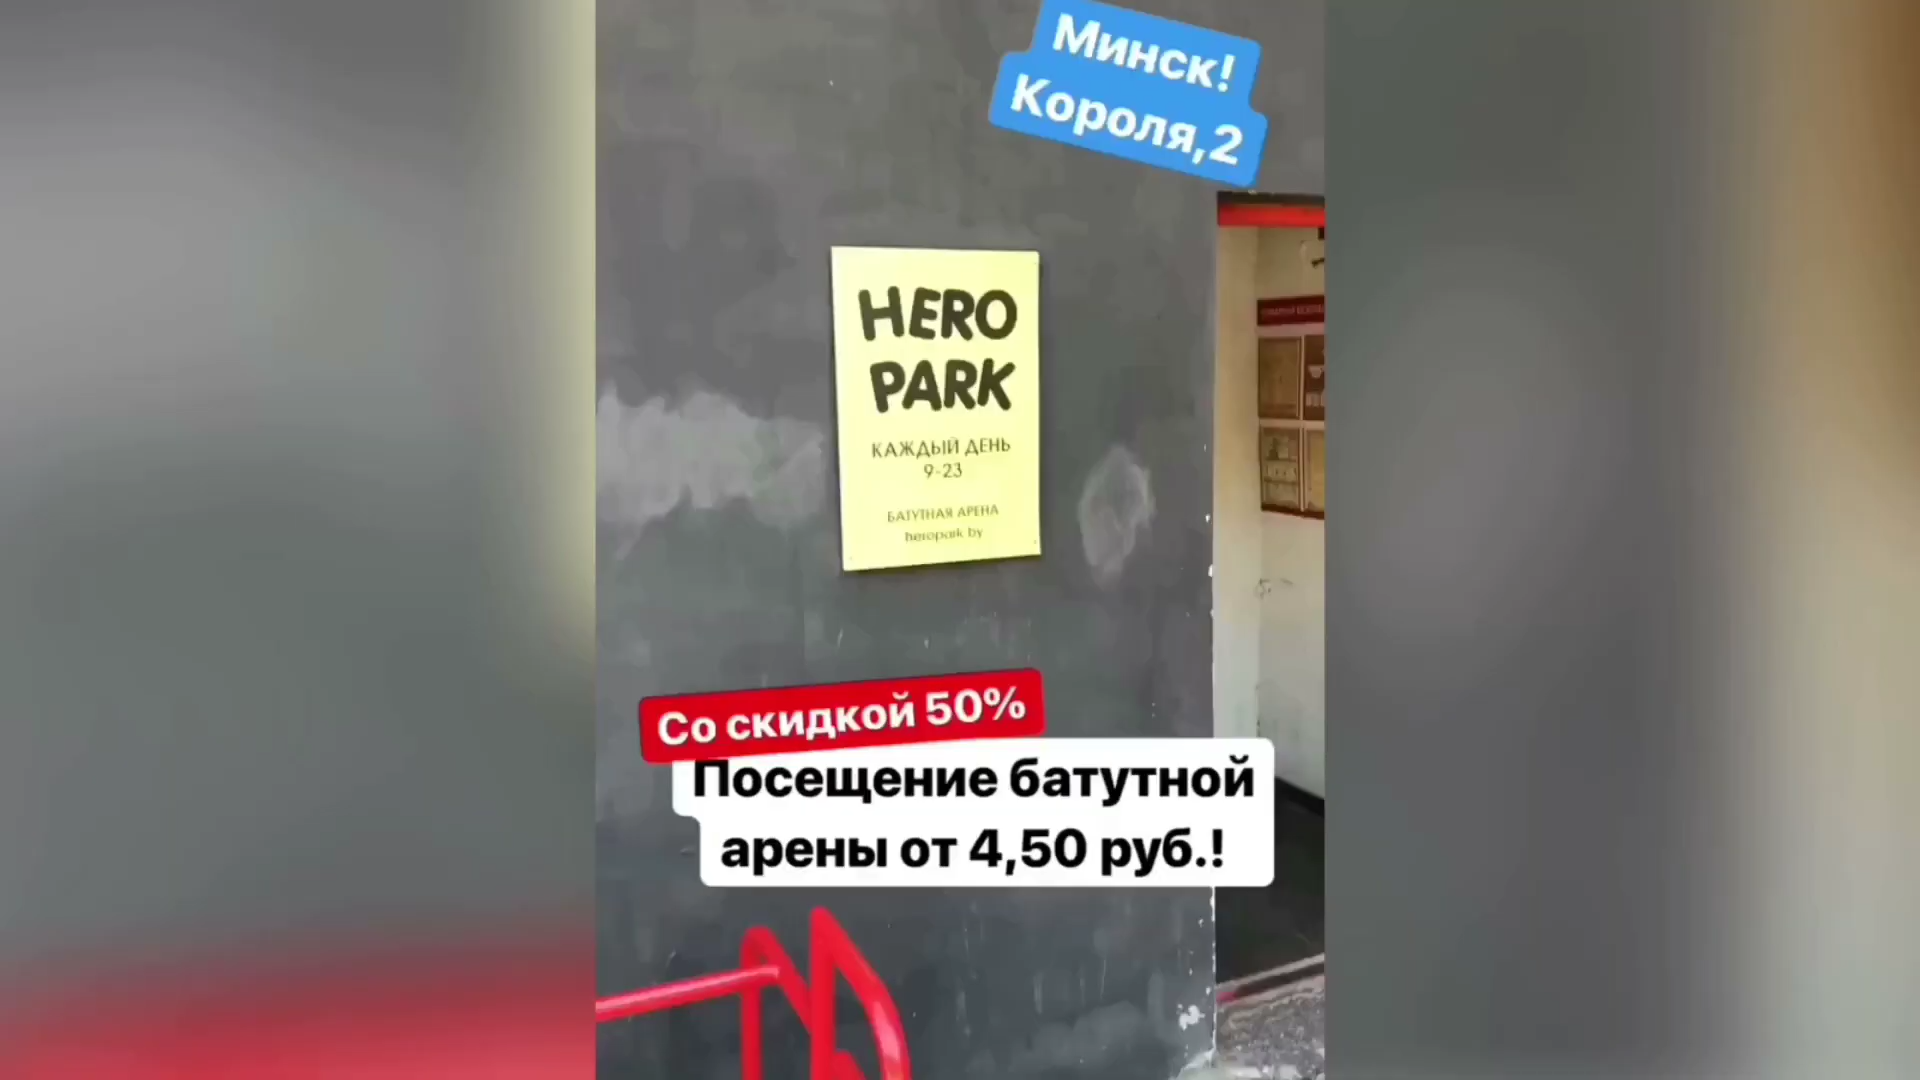 Минск!
Короля,2
HERO
PARK
КАЖДЫЙ ДЕНЬ
9-23
БАТУТНАЯ АРЕНА
heropark.by
Со скидкой 50%
Посещение батутной
арены от 4,50 руб.!